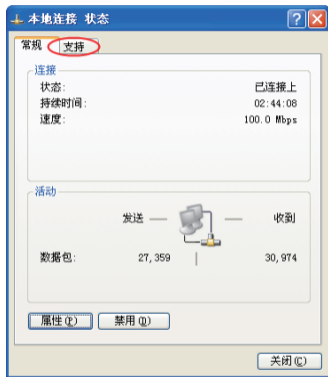 本地连接 状态
常规 支持
连接
状态: 已连接上
持续时间: 02:44:08
速度: 100.0 Mbps
活动
发送 — — 收到
数据包: 27,359 | 30,974
属性(P) 禁用(D)
关闭(C)